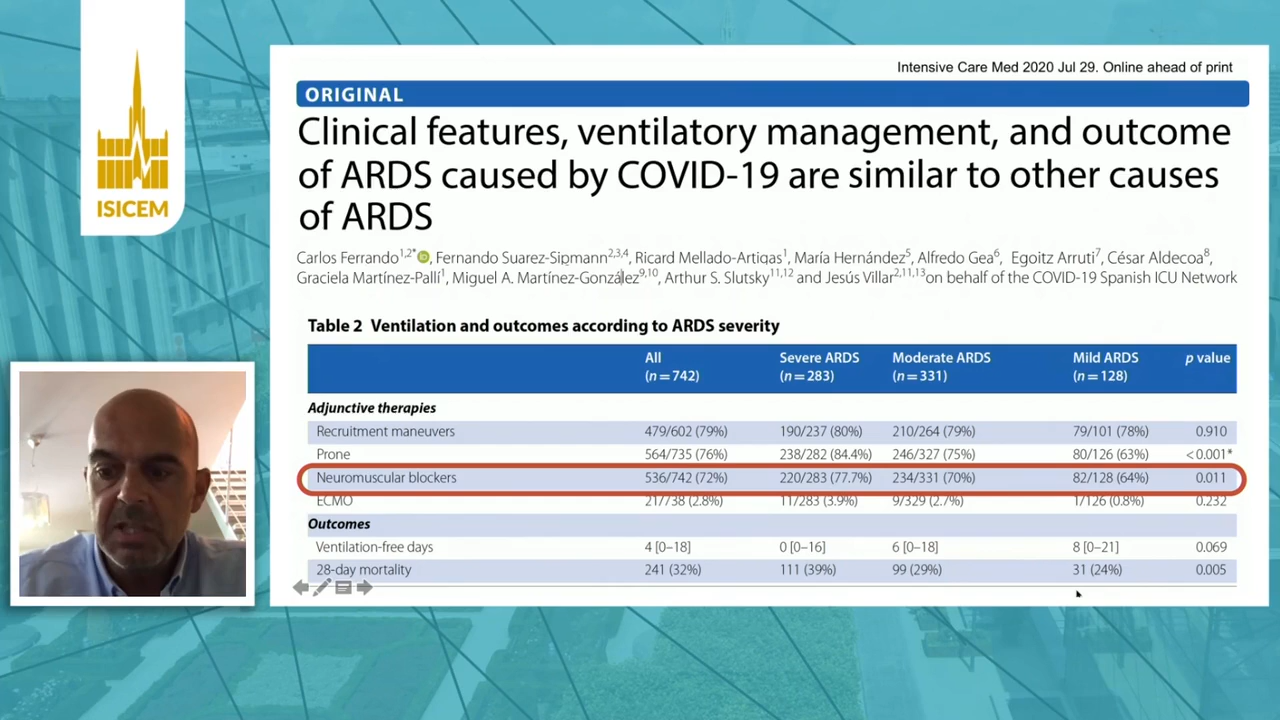 ISICEM
Intensive Care Med 2020 Jul 29. Online ahead of print
ORIGINAL
Clinical features, ventilatory management, and outcome
of ARDS caused by COVID-19 are similar to other causes
of ARDS
Carlos Ferrando1,2*, Fernando Suarez-Sipmann2,3,4, Ricard Mellado-Artigas1, María Hernández5, Alfredo Gea6, Egoitz Arruti7, César Aldecoa8,
Graciela Martínez-Pallí1, Miguel A. Martínez-González9,10, Arthur S. Slutsky11,12 and Jesús Villar2,11,13 on behalf of the COVID-19 Spanish ICU Network
Table 2 Ventilation and outcomes according to ARDS severity
All (n=742) Severe ARDS (n=283) Moderate ARDS (n=331) Mild ARDS (n=128) p value
Adjunctive therapies
Recruitment maneuvers 479/602 (79%) 190/237 (80%) 210/264 (79%) 79/101 (78%) 0.910
Prone 564/735 (76%) 238/282 (84.4%) 246/327 (75%) 80/126 (63%) <0.001*
Neuromuscular blockers 536/742 (72%) 220/283 (77.7%) 234/331 (70%) 82/128 (64%) 0.011
ECMO 21/738 (2.8%) 11/283 (3.9%) 9/329 (2.7%) 1/126 (0.8%) 0.232
Outcomes
Ventilation-free days 4 [0–18] 0 [0–16] 6 [0–18] 8 [0–21] 0.069
28-day mortality 241 (32%) 111 (39%) 99 (29%) 31 (24%) 0.005